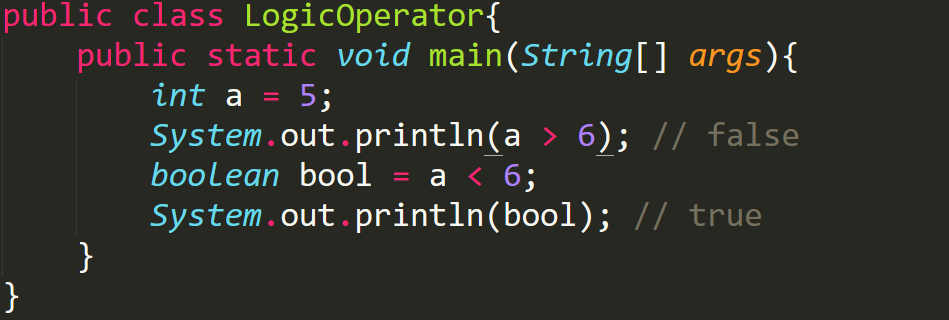 public class LogicOperator{
    public static void main(String[] args){
        int a = 5;
        System.out.println(a > 6); // false
        boolean bool = a < 6;
        System.out.println(bool); // true
    }
}